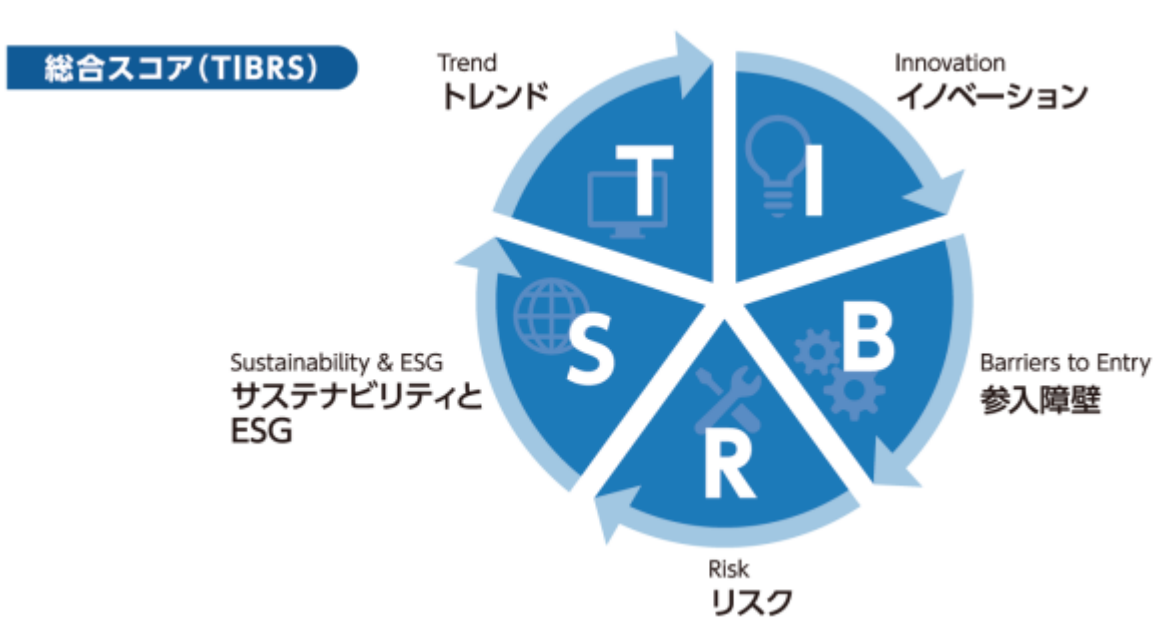 総合スコア(TIBRS)
Trend
トレンド
Innovation
イノベーション
T
I
B
R
S
Barriers to Entry
参入障壁
Risk
リスク
Sustainability & ESG
サステナビリティと
ESG